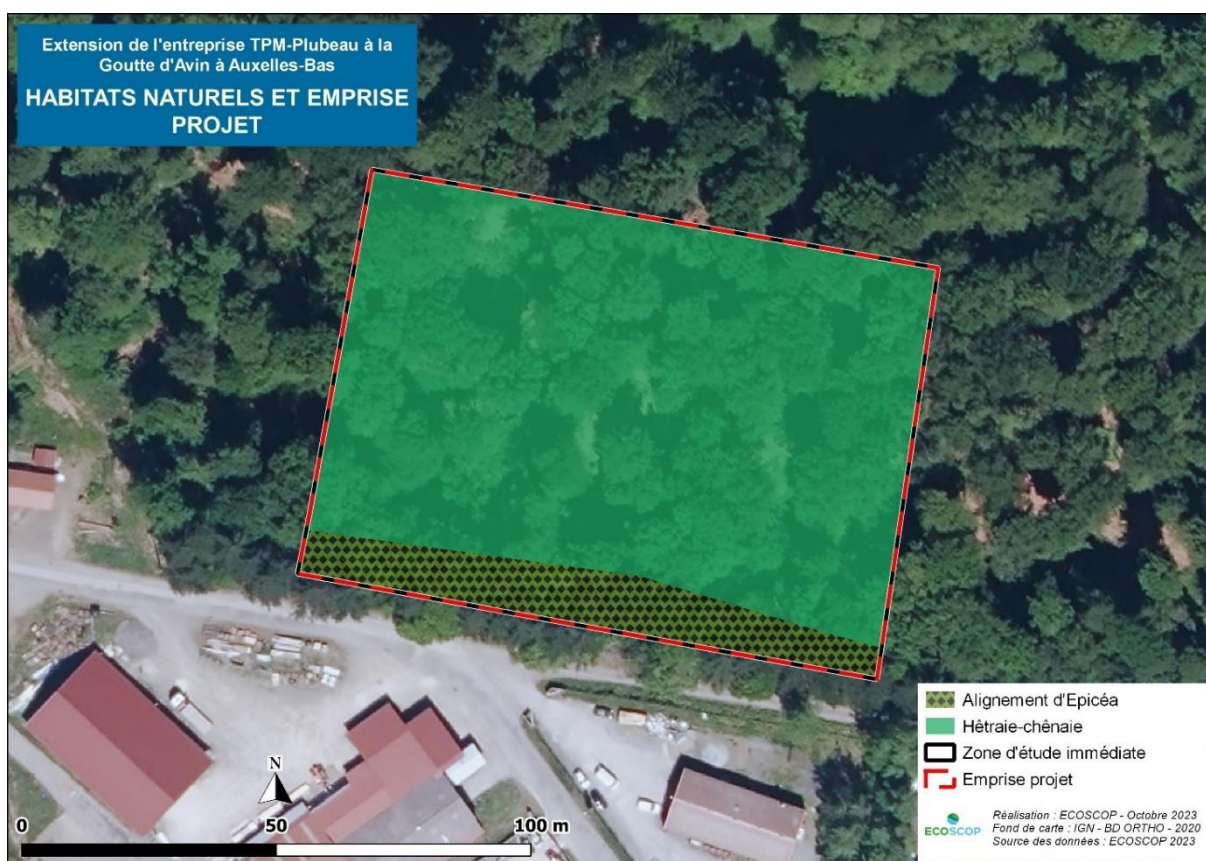 Extension de l'entreprise TPM-Plubeau à la
Goutte d'Avin à Auxelles-Bas
HABITATS NATURELS ET EMPRISE
PROJET
Alignement d'Epicéa
Hêtraie-chênaie
Zone d'étude immédiate
Emprise projet
N
0 50 100 m
ECOSCOP
Réalisation : ECOSCOP - Octobre 2023
Fond de carte : IGN - BD ORTHO - 2020
Source des données : ECOSCOP 2023